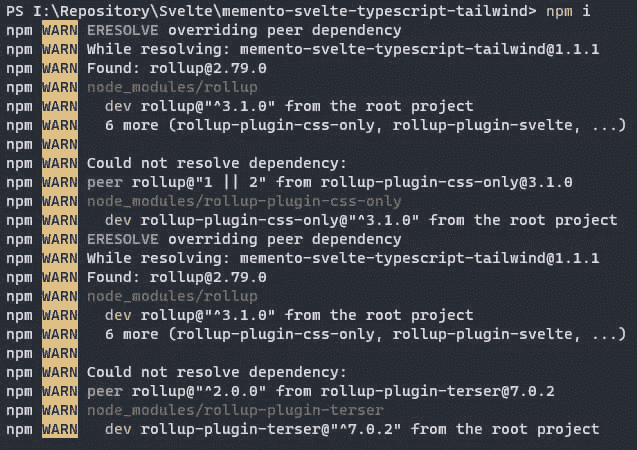 PS I:\Repository\Svelte\memento-svelte-typescript-tailwind> npm i
npm WARN ERESOLVE overriding peer dependency
npm WARN While resolving: memento-svelte-typescript-tailwind@1.1.1
npm WARN Found: rollup@2.79.0
npm WARN node_modules/rollup
npm WARN   dev rollup@"^3.1.0" from the root project
npm WARN   6 more (rollup-plugin-css-only, rollup-plugin-svelte, ...)
npm WARN
npm WARN Could not resolve dependency:
npm WARN peer rollup@"1 || 2" from rollup-plugin-css-only@3.1.0
npm WARN node_modules/rollup-plugin-css-only
npm WARN   dev rollup-plugin-css-only@"^3.1.0" from the root project
npm WARN ERESOLVE overriding peer dependency
npm WARN While resolving: memento-svelte-typescript-tailwind@1.1.1
npm WARN Found: rollup@2.79.0
npm WARN node_modules/rollup
npm WARN   dev rollup@"^3.1.0" from the root project
npm WARN   6 more (rollup-plugin-css-only, rollup-plugin-svelte, ...)
npm WARN
npm WARN Could not resolve dependency:
npm WARN peer rollup@"^2.0.0" from rollup-plugin-terser@7.0.2
npm WARN node_modules/rollup-plugin-terser
npm WARN   dev rollup-plugin-terser@"^7.0.2" from the root project